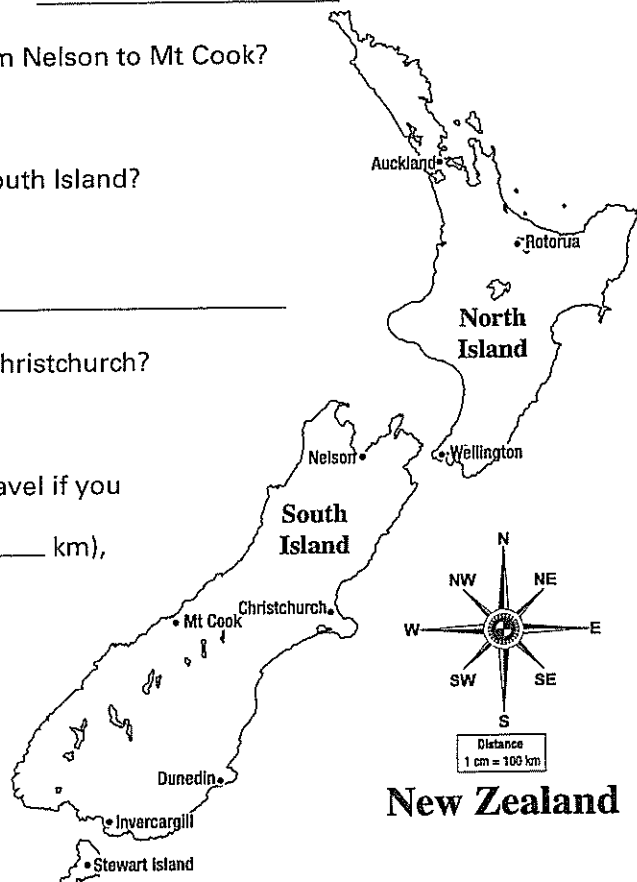 m Nelson to Mt Cook?
outh Island?
hristchurch?
avel if you
____ km),
Auckland
Rotorua
North
Island
Wellington
Nelson
South
Island
Christchurch
Mt Cook
Dunedin
Invercargill
Stewart Island
N
NW
NE
W
E
SW
SE
S
Distance
1 cm = 100 km
New Zealand